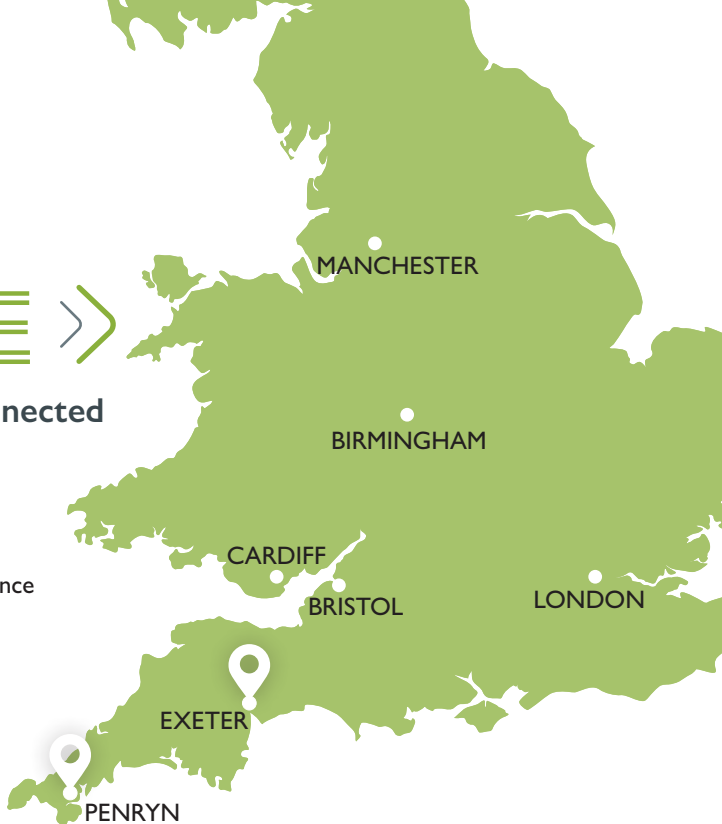 MANCHESTER
nected
BIRMINGHAM
CARDIFF
nce
BRISTOL
LONDON
EXETER
PENRYN